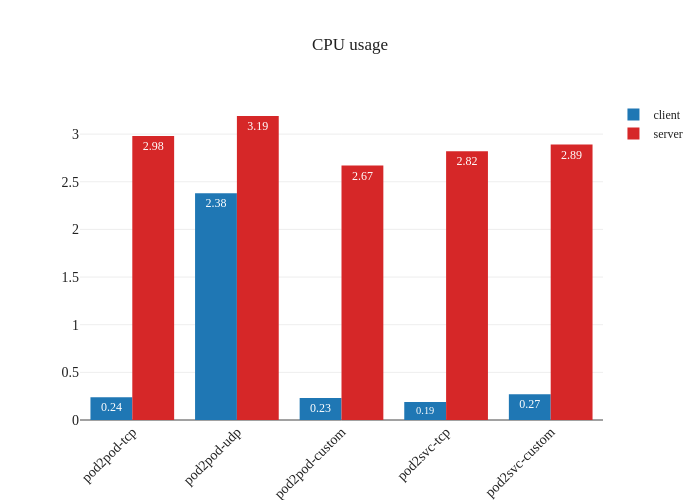 CPU usage
client
server
3
2.5
2
1.5
1
0.5
0
0.24
2.98
2.38
3.19
0.23
2.67
0.19
2.82
0.27
2.89
pod2pod-tcp
pod2pod-udp
pod2pod-custom
pod2svc-tcp
pod2svc-custom